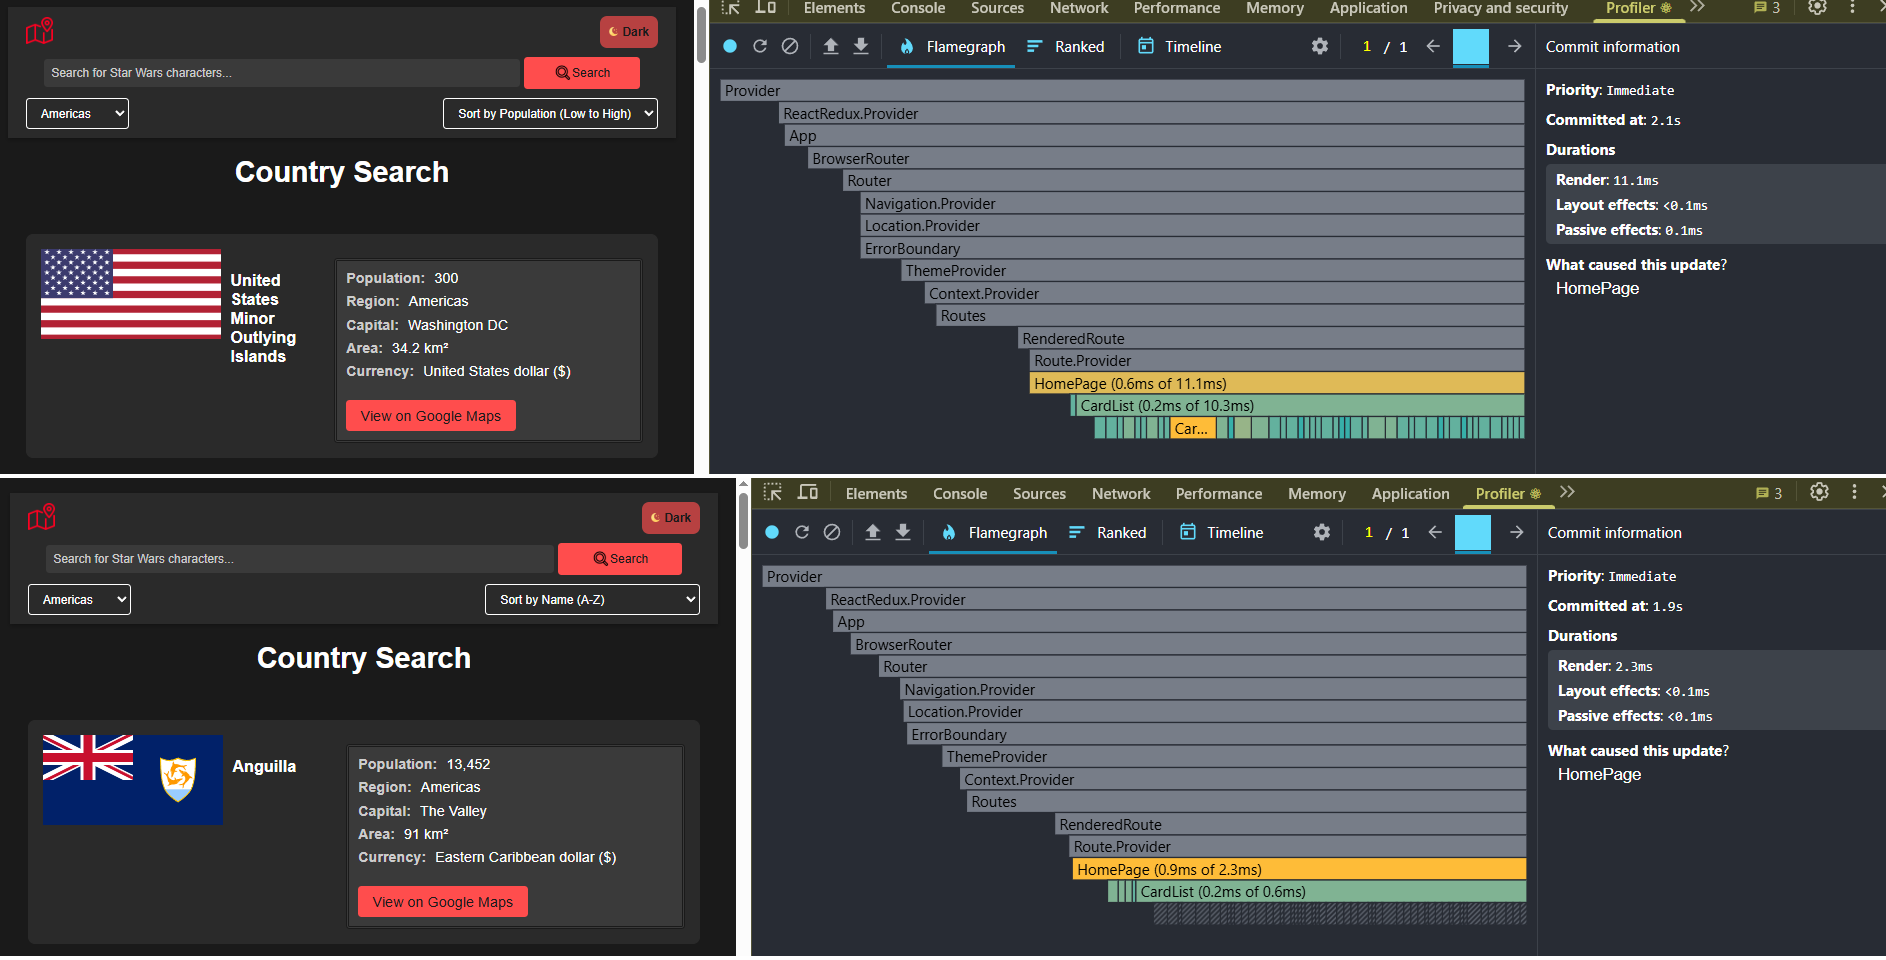 Dark
Search for Star Wars characters...
Search
Americas
Sort by Population (Low to High)
Country Search
United
States
Minor
Outlying
Islands
Population: 300
Region: Americas
Capital: Washington DC
Area: 34.2 km²
Currency: United States dollar ($)
View on Google Maps
Elements Console Sources Network Performance Memory Application Privacy and security Profiler 3
Flamegraph Ranked Timeline 1 / 1 Commit information
Provider
ReactRedux.Provider
App
BrowserRouter
Router
Navigation.Provider
Location.Provider
ErrorBoundary
ThemeProvider
Context.Provider
Routes
RenderedRoute
Route.Provider
HomePage (0.6ms of 11.1ms)
CardList (0.2ms of 10.3ms)
Car...
Priority: Immediate
Committed at: 2.1s
Durations
Render: 11.1ms
Layout effects: <0.1ms
Passive effects: 0.1ms
What caused this update?
HomePage
Dark
Search for Star Wars characters...
Search
Americas
Sort by Name (A-Z)
Country Search
Anguilla
Population: 13,452
Region: Americas
Capital: The Valley
Area: 91 km²
Currency: Eastern Caribbean dollar ($)
View on Google Maps
Elements Console Sources Network Performance Memory Application Profiler 3
Flamegraph Ranked Timeline 1 / 1 Commit information
Provider
ReactRedux.Provider
App
BrowserRouter
Router
Navigation.Provider
Location.Provider
ErrorBoundary
ThemeProvider
Context.Provider
Routes
RenderedRoute
Route.Provider
HomePage (0.9ms of 2.3ms)
CardList (0.2ms of 0.6ms)
Priority: Immediate
Committed at: 1.9s
Durations
Render: 2.3ms
Layout effects: <0.1ms
Passive effects: <0.1ms
What caused this update?
HomePage